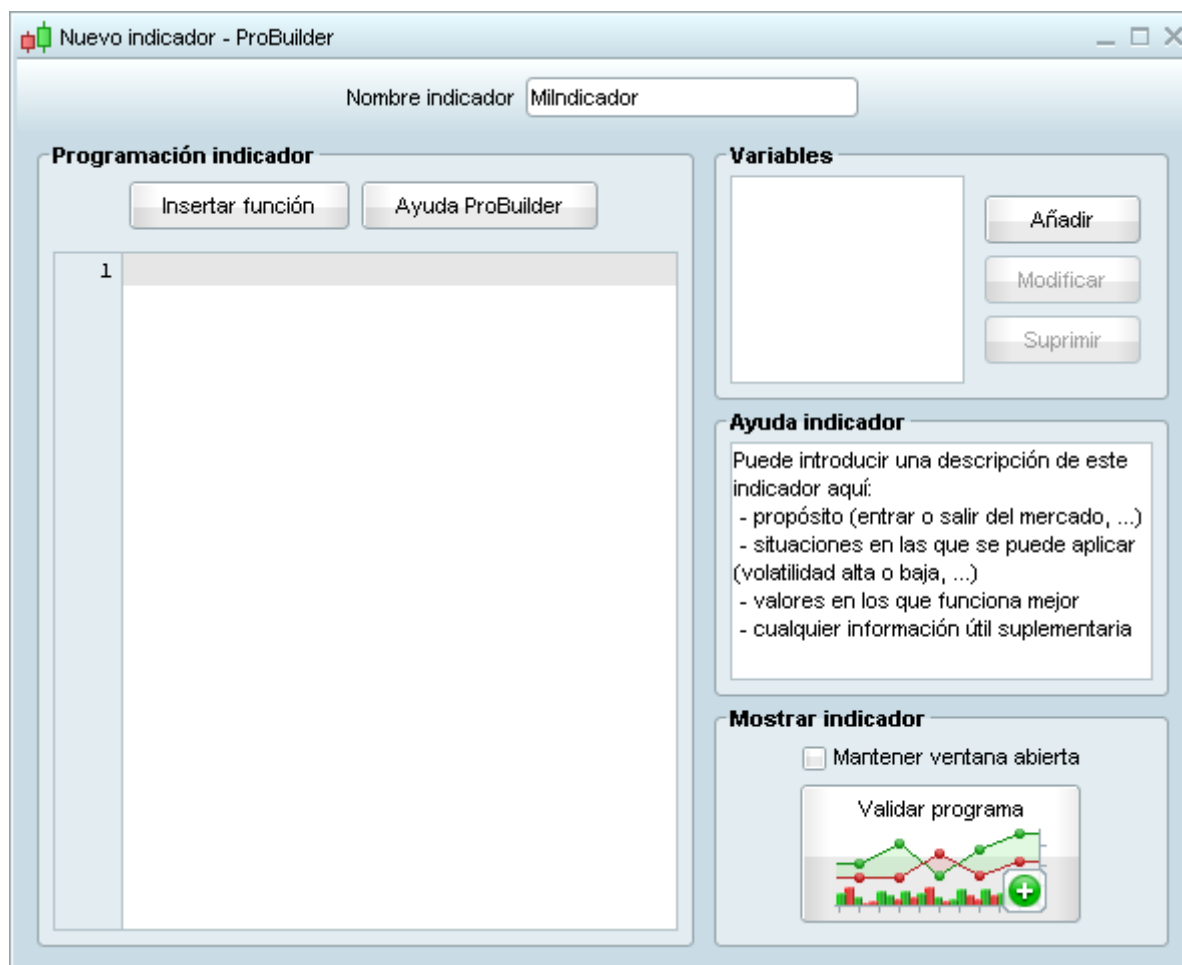 Nuevo indicador - ProBuilder
Nombre indicador MiIndicador
Programación indicador
Insertar función Ayuda ProBuilder
1
Variables
Añadir
Modificar
Suprimir
Ayuda indicador
Puede introducir una descripción de este
indicador aquí:
- propósito (entrar o salir del mercado, ...)
- situaciones en las que se puede aplicar
(volatilidad alta o baja, ...)
- valores en los que funciona mejor
- cualquier información útil suplementaria
Mostrar indicador
Mantener ventana abierta
Validar programa